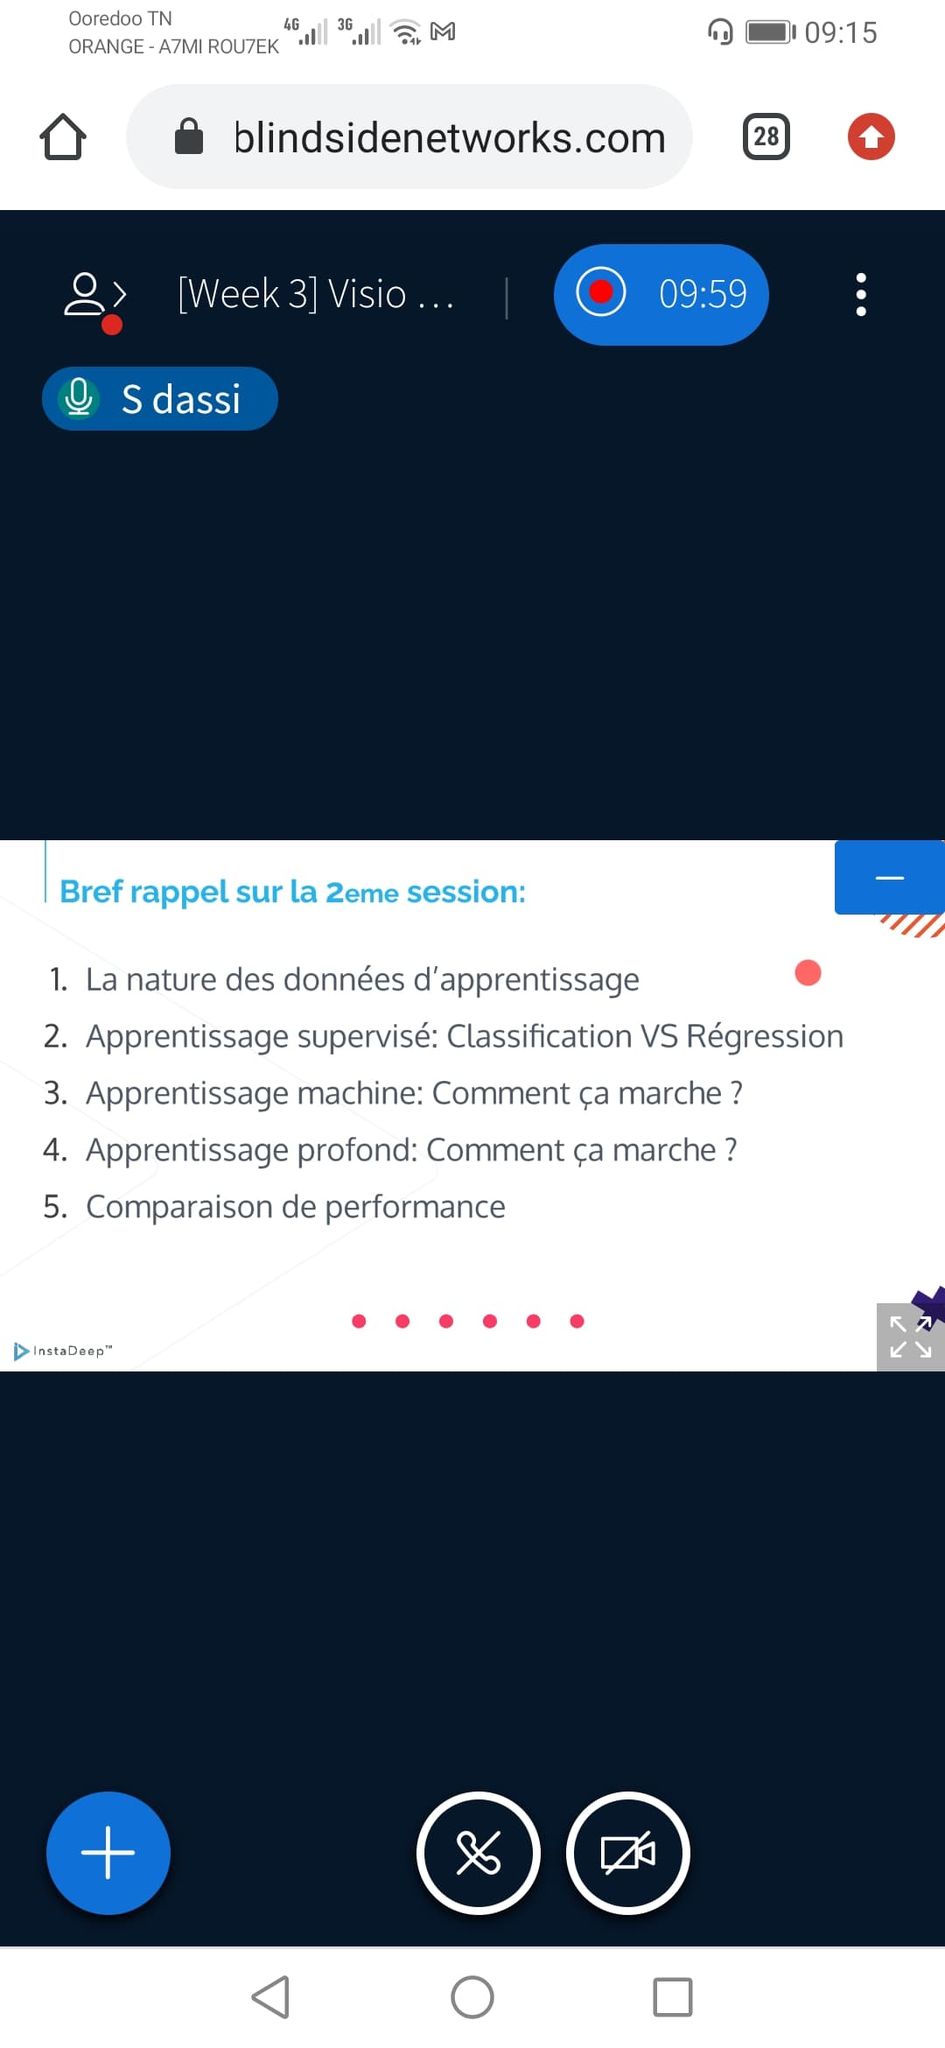 Ooredoo TN
ORANGE - A7MI ROU7EK
4G 3G 09:15
blindsidenetworks.com 28
[Week 3] Visio ... | 09:59
S dassi
Bref rappel sur la 2eme session:
1. La nature des données d'apprentissage
2. Apprentissage supervisé: Classification VS Régression
3. Apprentissage machine: Comment ça marche ?
4. Apprentissage profond: Comment ça marche ?
5. Comparaison de performance
InstaDeep™